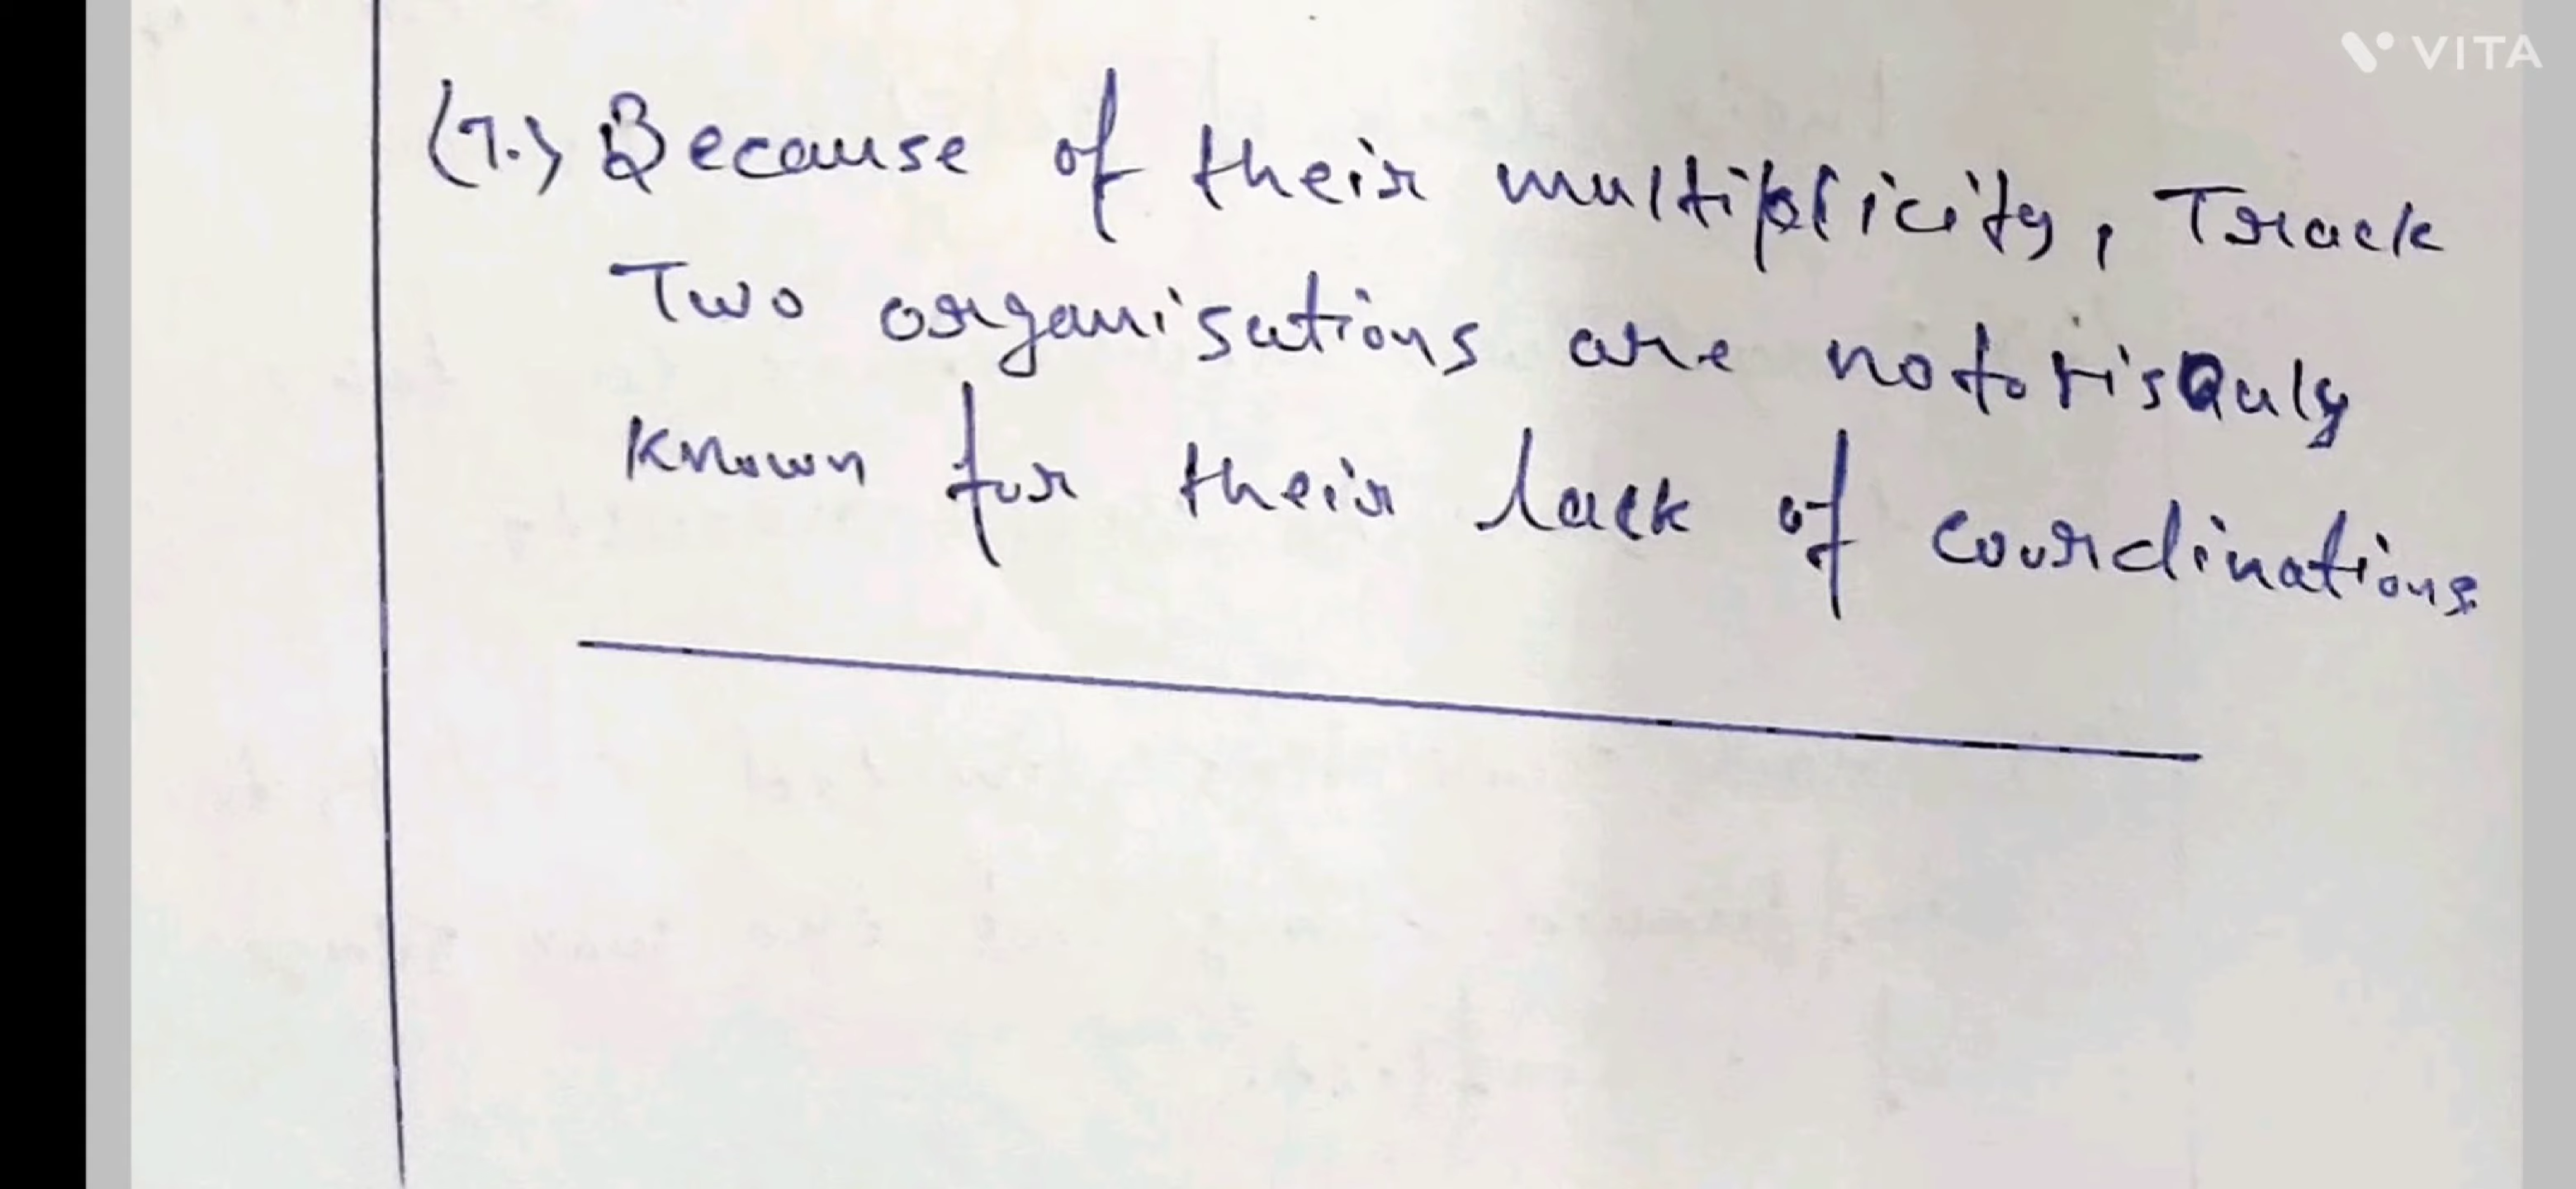 VITA
(7.) Because of their multiplicity, Track
Two organisations are notorisouly
known for their lack of coordinations